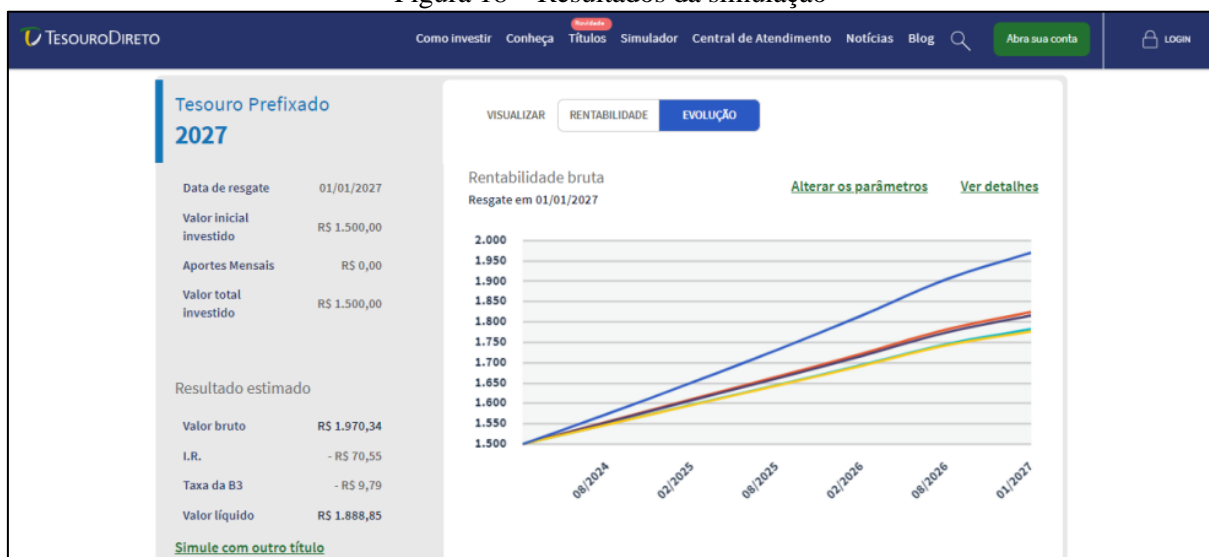 Figura 18 – Resultados da simulação
TESOURODIRETO
Como investir Conheça Títulos Simulador Central de Atendimento Notícias Blog Abra sua conta LOGIN
Novidade
Tesouro Prefixado
2027
Data de resgate 01/01/2027
Valor inicial
investido R$ 1.500,00
Aportes Mensais R$ 0,00
Valor total
investido R$ 1.500,00
Resultado estimado
Valor bruto R$ 1.970,34
I.R. - R$ 70,55
Taxa da B3 - R$ 9,79
Valor líquido R$ 1.888,85
Simule com outro título
VISUALIZAR RENTABILIDADE EVOLUÇÃO
Rentabilidade bruta
Resgate em 01/01/2027
Alterar os parâmetros Ver detalhes
2.000
1.950
1.900
1.850
1.800
1.750
1.700
1.650
1.600
1.550
1.500
08/2024 02/2025 08/2025 02/2026 08/2026 01/2027